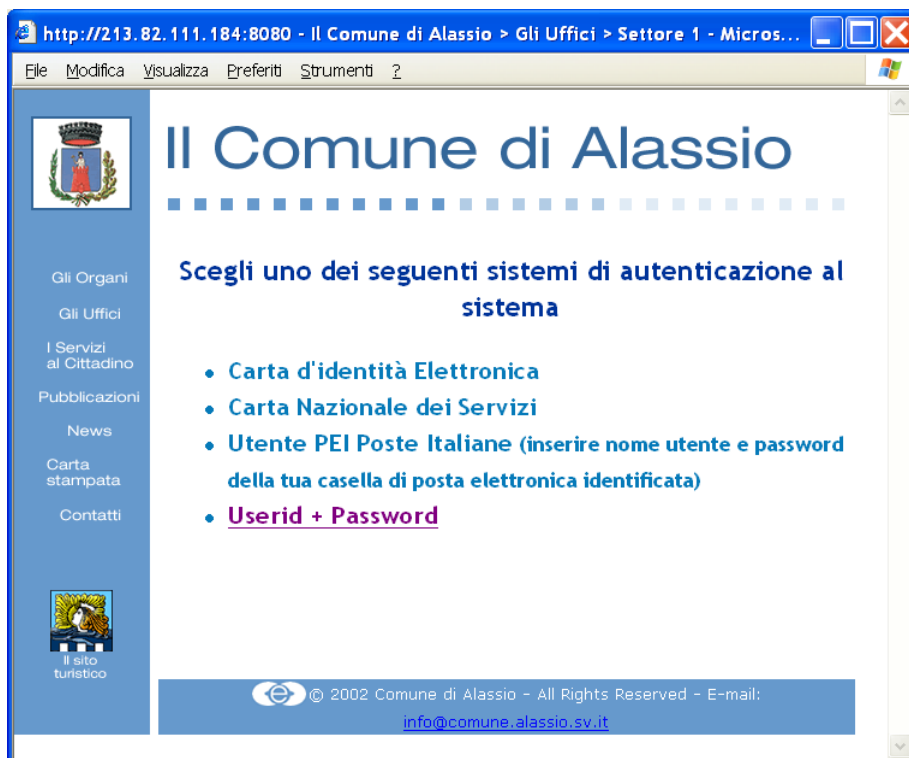 http://213.82.111.184:8080 - Il Comune di Alassio > Gli Uffici > Settore 1 - Micros...
File Modifica Visualizza Preferiti Strumenti ?
Il Comune di Alassio
Gli Organi
Gli Uffici
I Servizi
al Cittadino
Pubblicazioni
News
Carta
stampata
Contatti
Il sito
turistico
Scegli uno dei seguenti sistemi di autenticazione al
sistema
• Carta d'identità Elettronica
• Carta Nazionale dei Servizi
• Utente PEI Poste Italiane (inserire nome utente e password
della tua casella di posta elettronica identificata)
• Userid + Password
e © 2002 Comune di Alassio - All Rights Reserved - E-mail:
info@comune.alassio.sv.it